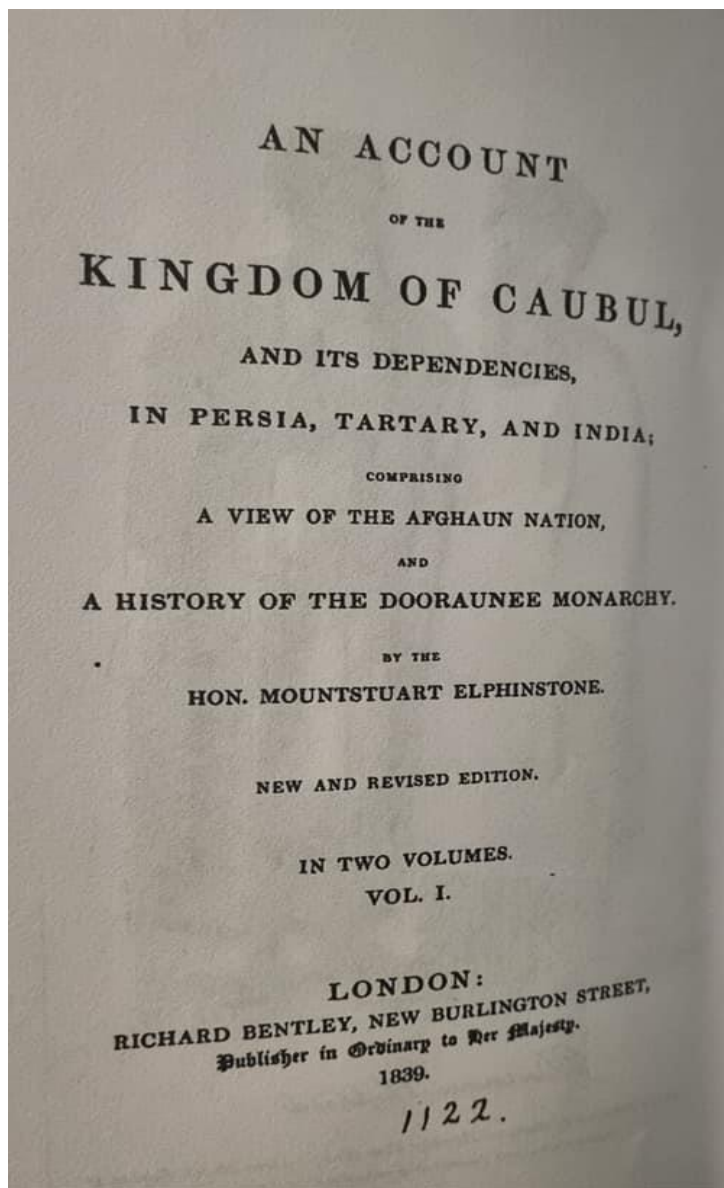 AN ACCOUNT
OF THE
KINGDOM OF CAUBUL,
AND ITS DEPENDENCIES,
IN PERSIA, TARTARY, AND INDIA;
COMPRISING
A VIEW OF THE AFGHAUN NATION,
AND
A HISTORY OF THE DOORAUNEE MONARCHY.
BY THE
HON. MOUNTSTUART ELPHINSTONE.
NEW AND REVISED EDITION.
IN TWO VOLUMES.
VOL. I.
LONDON:
RICHARD BENTLEY, NEW BURLINGTON STREET,
Publisher in Ordinary to Her Majesty.
1839.
1122.